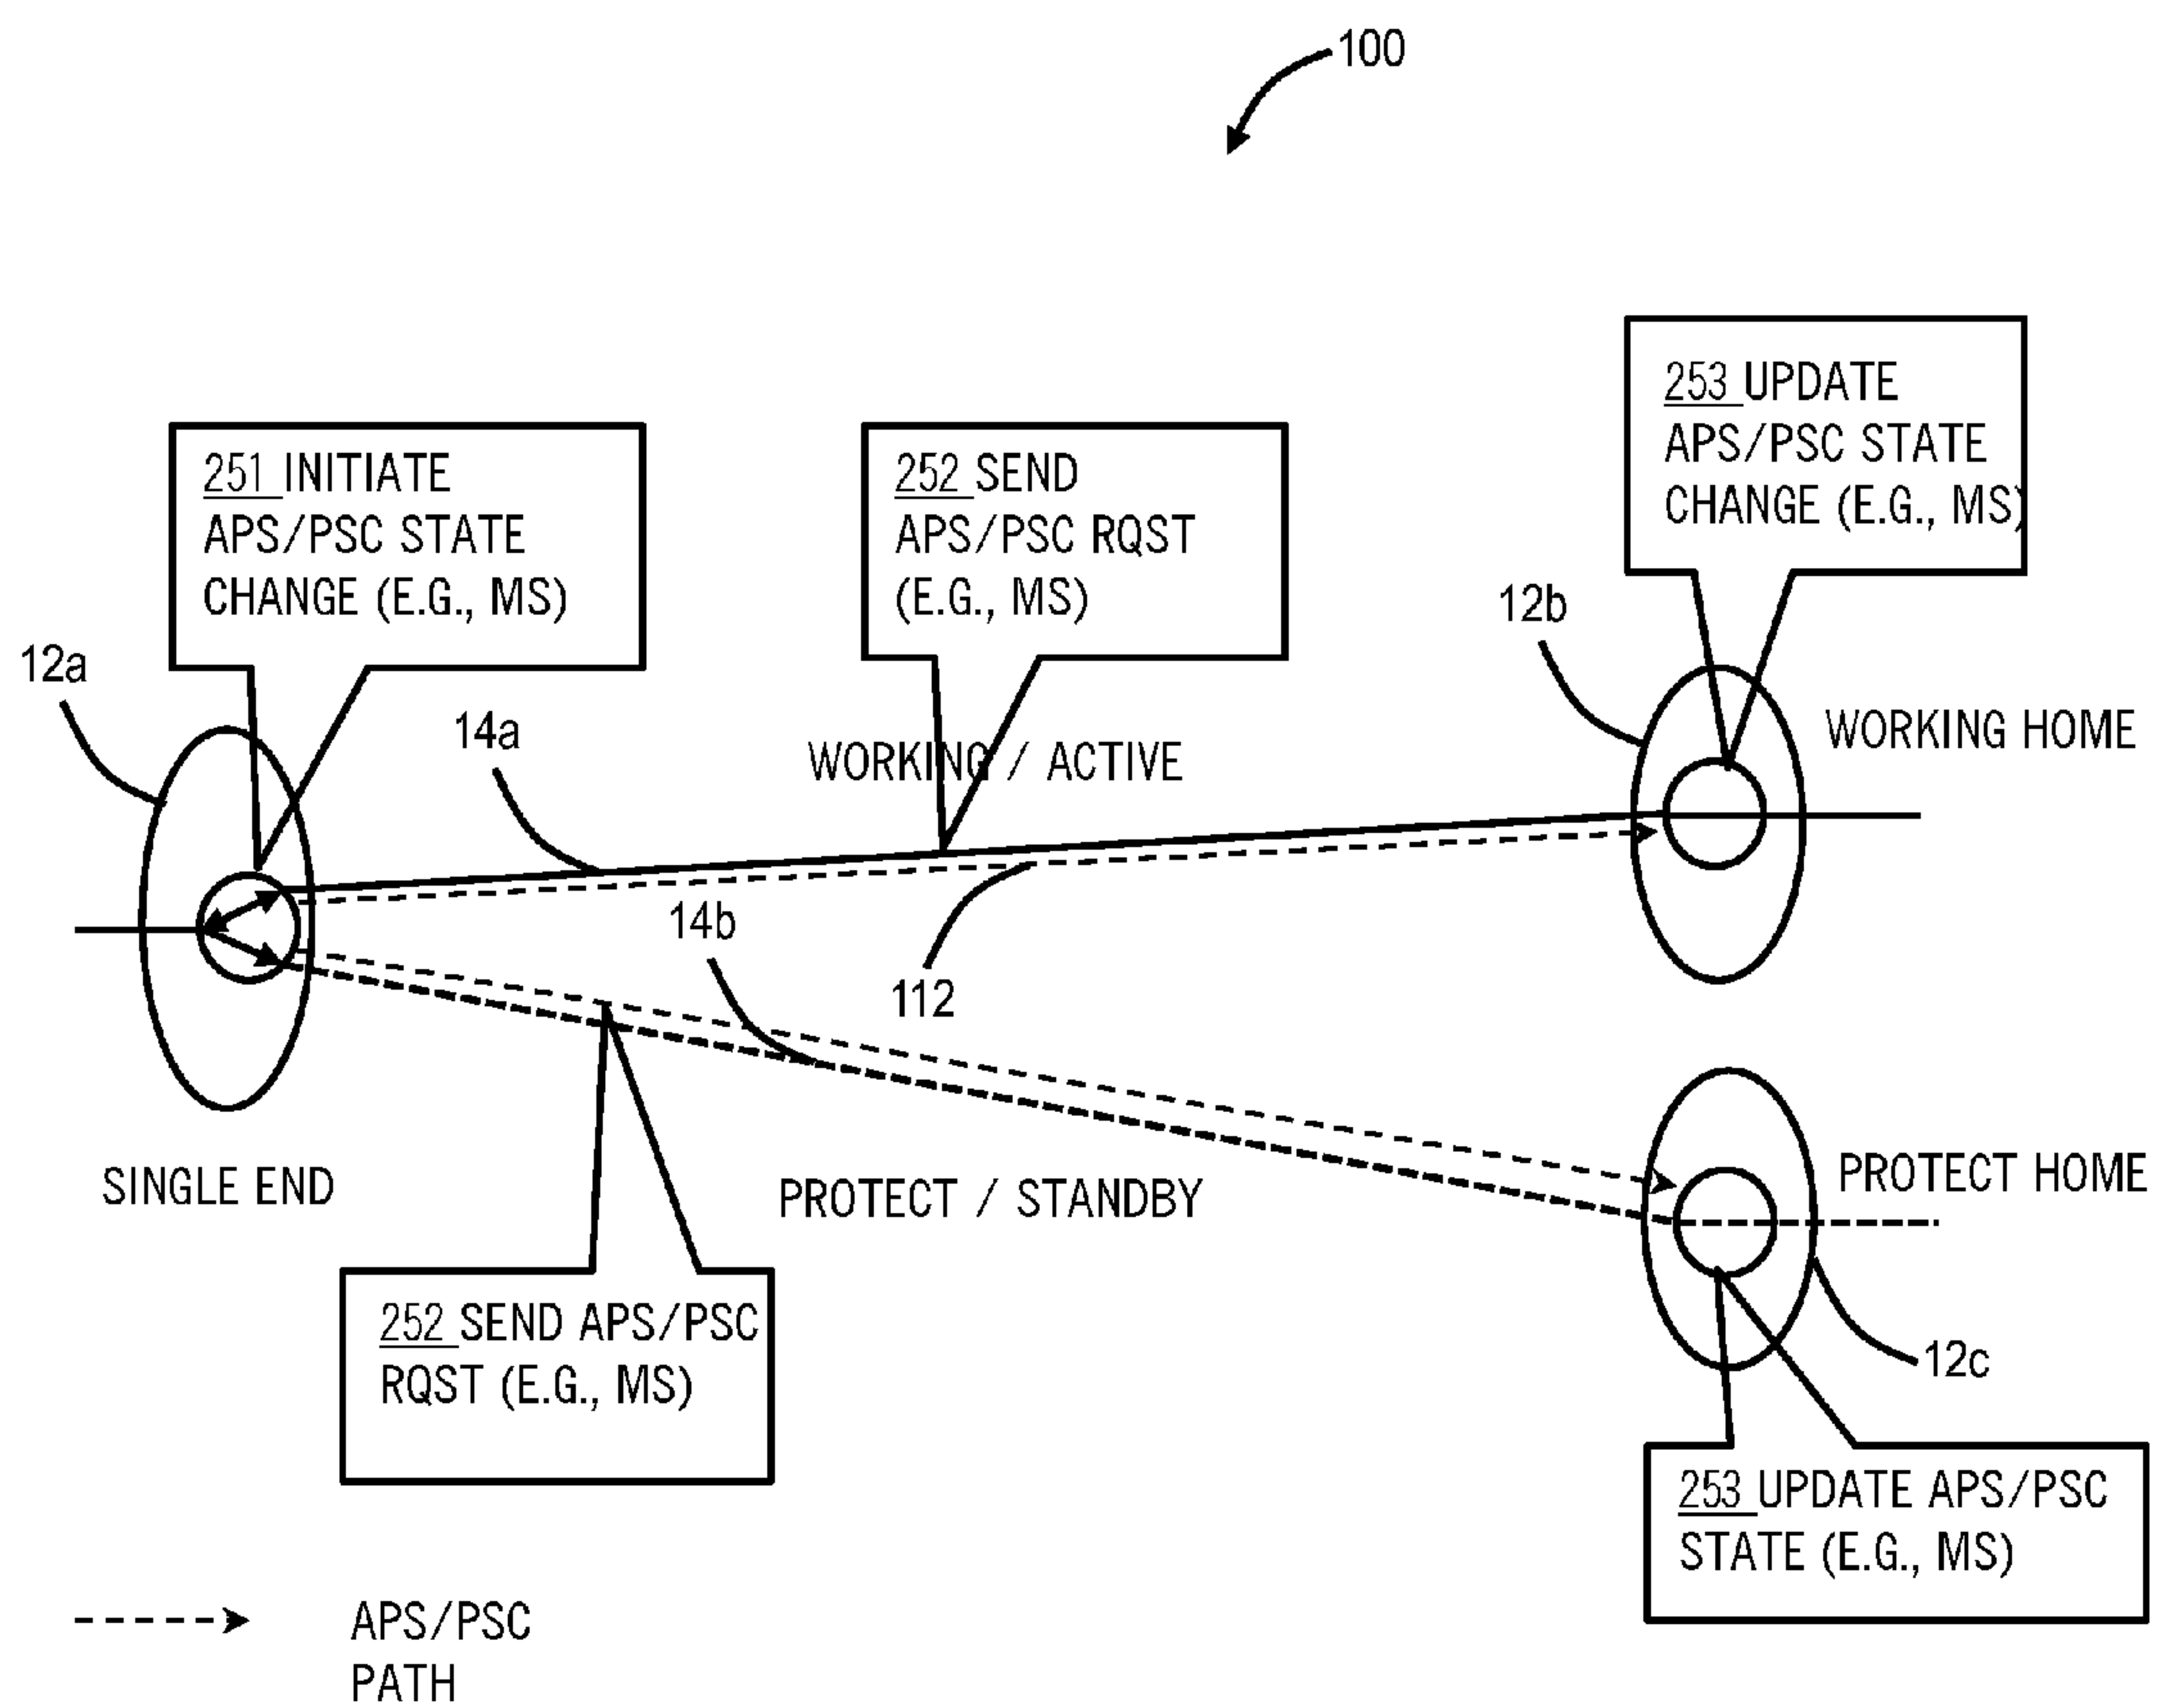 100
253 UPDATE
APS/PSC STATE
CHANGE (E.G., MS)
251 INITIATE
APS/PSC STATE
CHANGE (E.G., MS)
252 SEND
APS/PSC RQST
(E.G., MS)
12a
12b
14a
WORKING / ACTIVE
WORKING HOME
14b
112
SINGLE END
PROTECT / STANDBY
PROTECT HOME
252 SEND APS/PSC
RQST (E.G., MS)
12c
253 UPDATE APS/PSC
STATE (E.G., MS)
APS/PSC
PATH